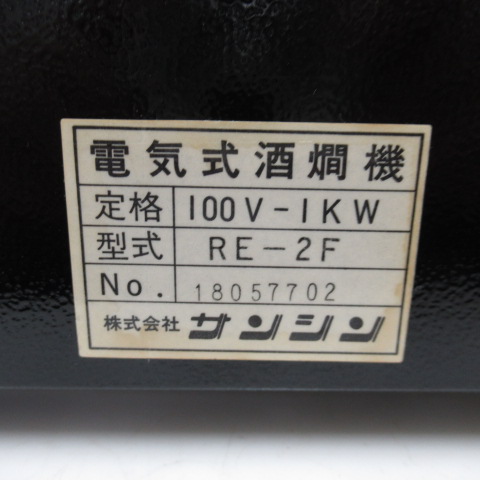 電気式酒燗機
定格 100V-1KW
型式 RE-2F
No. 18057702
株式会社 サンシン